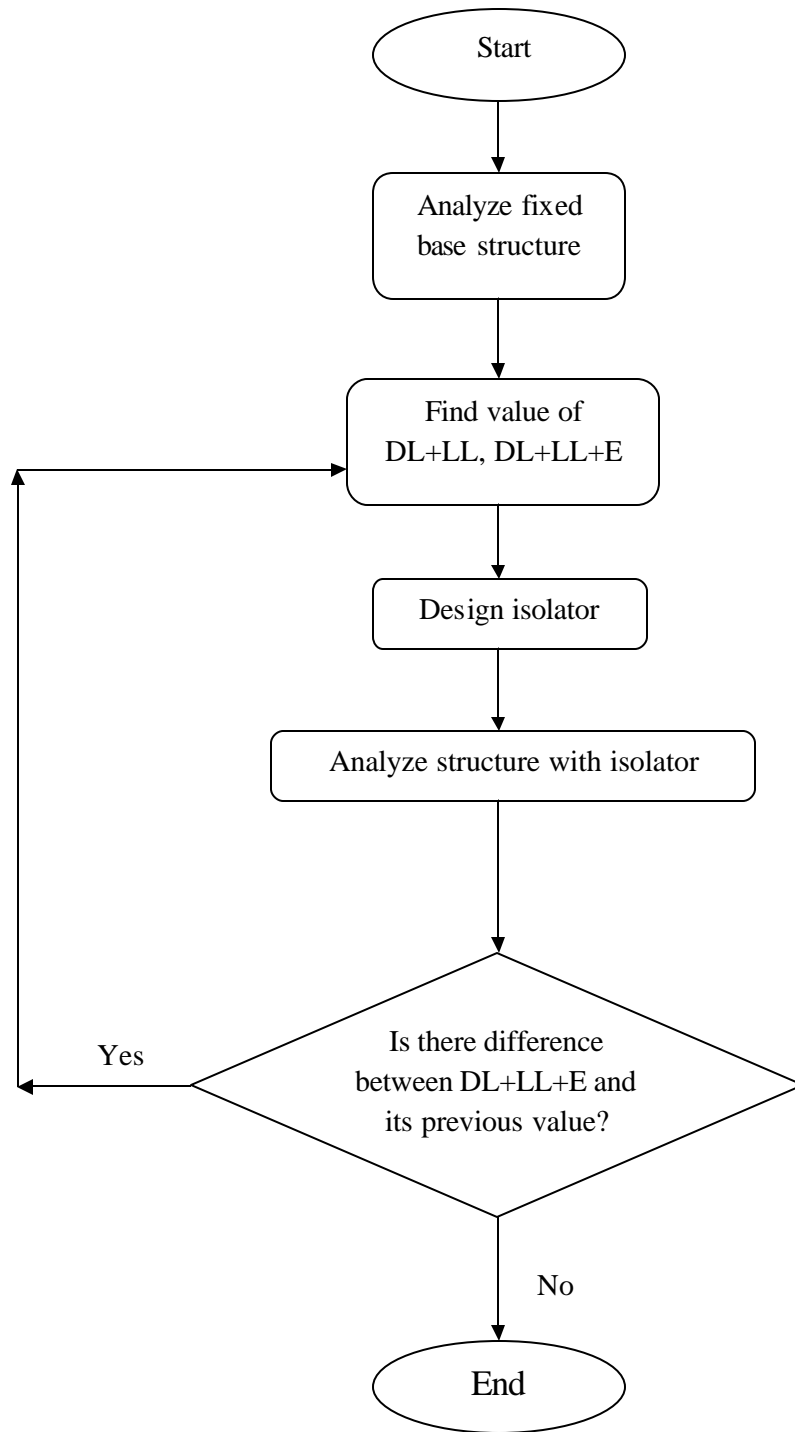 Start
Analyze fixed
base structure
Find value of
DL+LL, DL+LL+E
Design isolator
Analyze structure with isolator
Is there difference
between DL+LL+E and
its previous value?
Yes
No
End